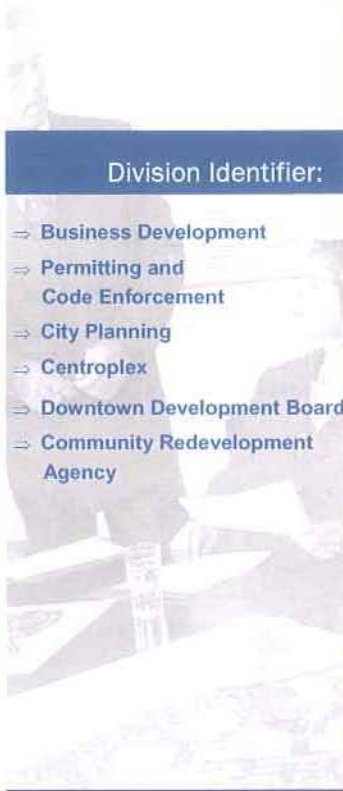 Division Identifier:
⇒ Business Development
⇒ Permitting and
Code Enforcement
⇒ City Planning
⇒ Centroplex
⇒ Downtown Development Board
⇒ Community Redevelopment
Agency